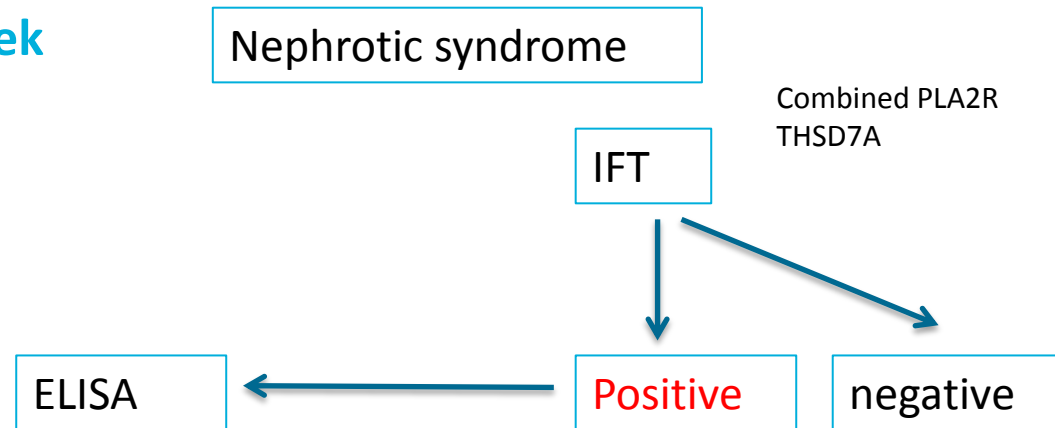 ek
Nephrotic syndrome
Combined PLA2R
THSD7A
IFT
ELISA
Positive
negative